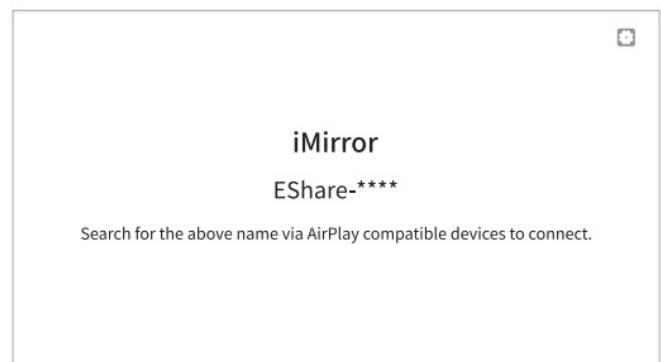 iMirror
EShare-****
Search for the above name via AirPlay compatible devices to connect.